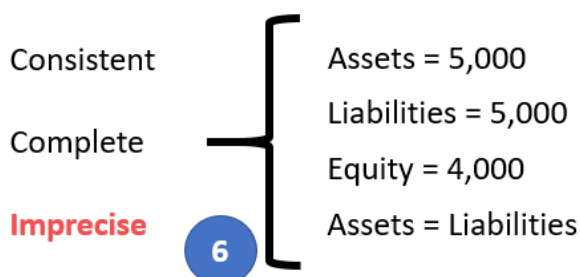 Consistent
Complete
Imprecise
6
Assets = 5,000
Liabilities = 5,000
Equity = 4,000
Assets = Liabilities